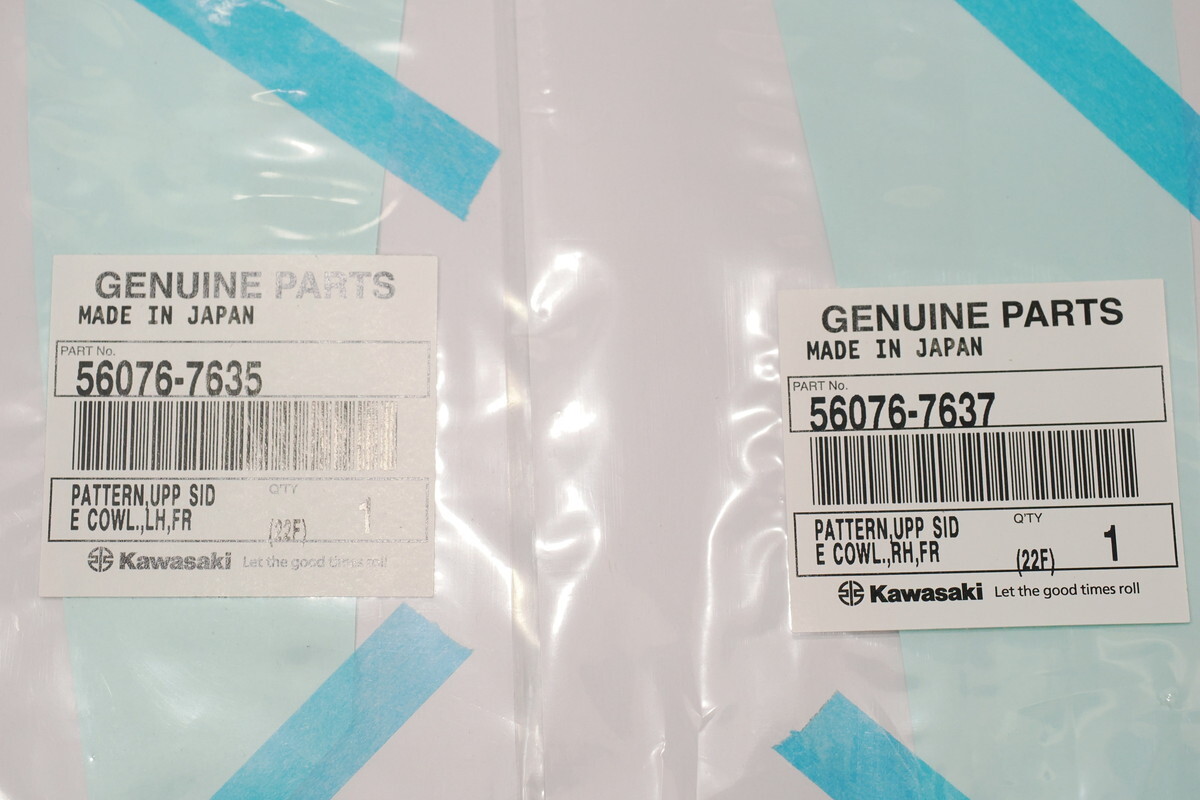 GENUINE PARTS
MADE IN JAPAN
PART No.
56076-7635
PATTERN,UPP SID
E COWL.,LH,FR
Q'TY
(22F)
1
Kawasaki Let the good times roll
GENUINE PARTS
MADE IN JAPAN
PART No.
56076-7637
PATTERN,UPP SID
E COWL.,RH,FR
Q'TY
(22F)
1
Kawasaki Let the good times roll